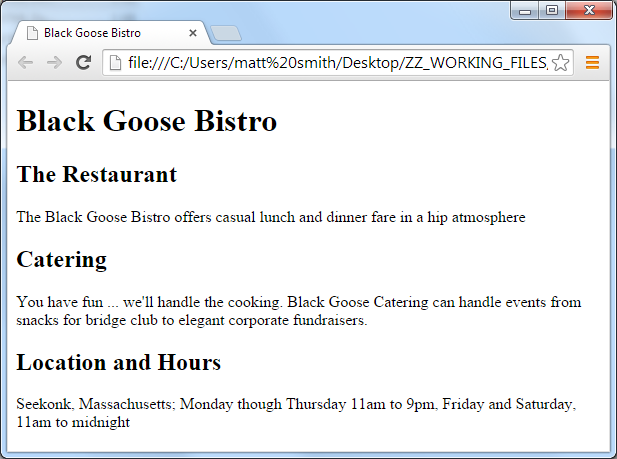 Black Goose Bistro
file:///C:/Users/matt%20smith/Desktop/ZZ_WORKING_FILES_
Black Goose Bistro
The Restaurant
The Black Goose Bistro offers casual lunch and dinner fare in a hip atmosphere
Catering
You have fun ... we'll handle the cooking. Black Goose Catering can handle events from
snacks for bridge club to elegant corporate fundraisers.
Location and Hours
Seekonk, Massachusetts; Monday though Thursday 11am to 9pm, Friday and Saturday,
11am to midnight